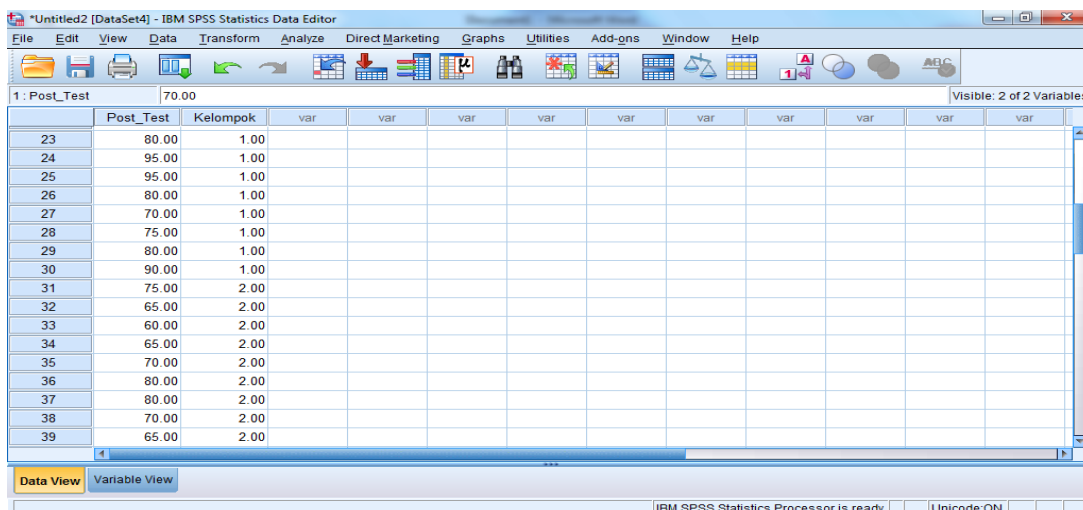 *Untitled2 [DataSet4] - IBM SPSS Statistics Data Editor
File Edit View Data Transform Analyze Direct Marketing Graphs Utilities Add-ons Window Help
1 : Post_Test 70.00 Visible: 2 of 2 Variables
Post_Test Kelompok var var var var var var var var var var
23 80.00 1.00
24 95.00 1.00
25 95.00 1.00
26 80.00 1.00
27 70.00 1.00
28 75.00 1.00
29 80.00 1.00
30 90.00 1.00
31 75.00 2.00
32 65.00 2.00
33 60.00 2.00
34 65.00 2.00
35 70.00 2.00
36 80.00 2.00
37 80.00 2.00
38 70.00 2.00
39 65.00 2.00
Data View Variable View
IBM SPSS Statistics Processor is ready Unicode:ON